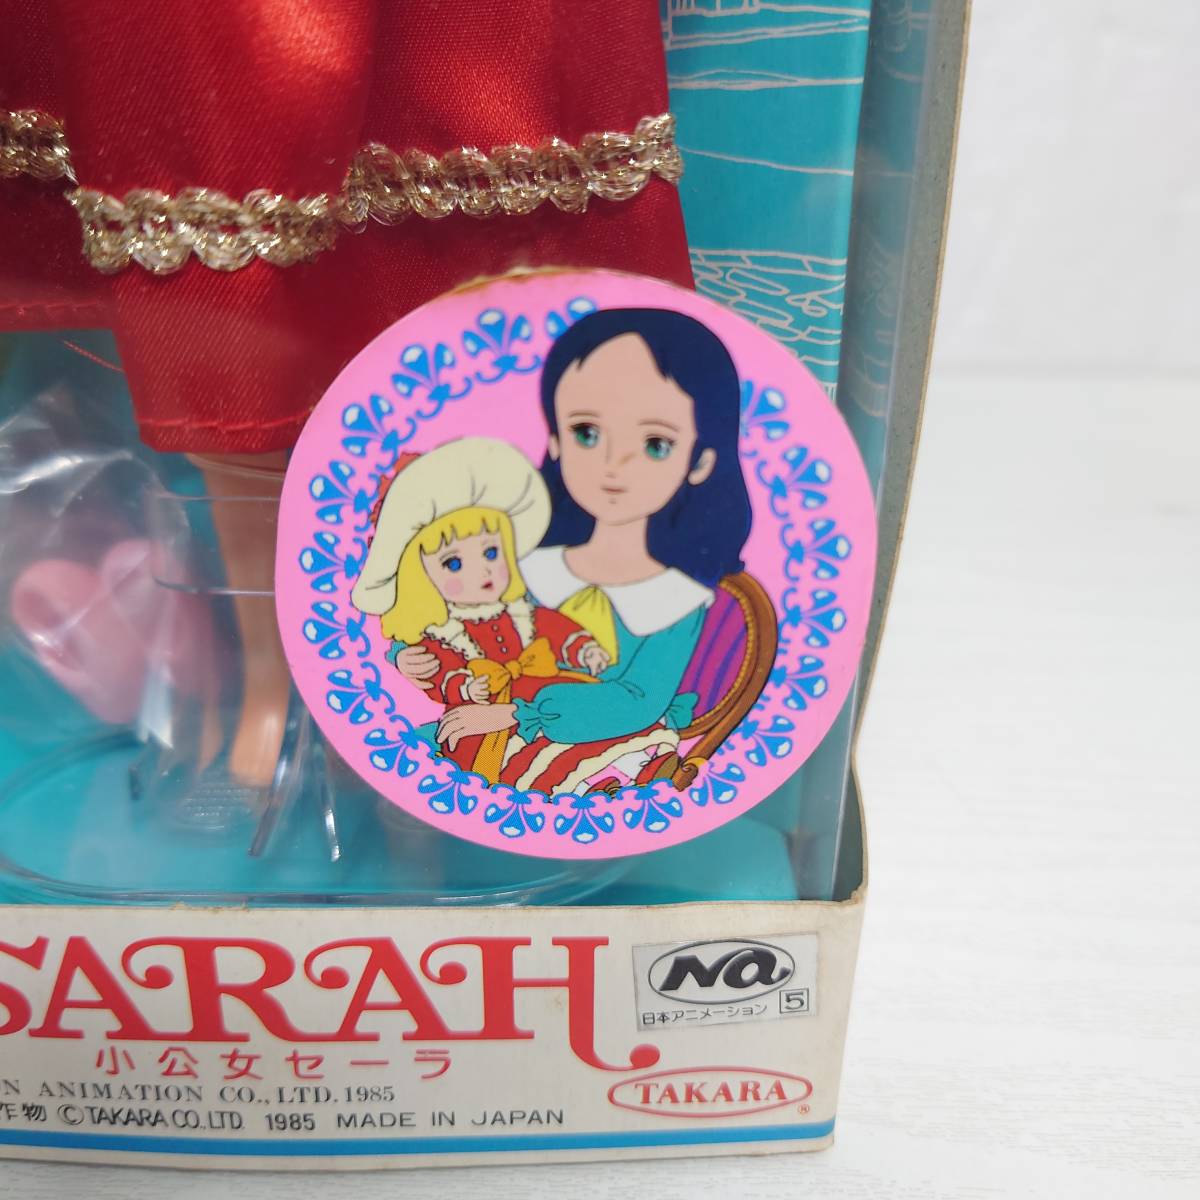 SARAH
小公女セーラ
ON ANIMATION CO., LTD. 1985
作物 ©TAKARA CO., LTD. 1985 MADE IN JAPAN
Na
日本アニメーション 5
TAKARA®